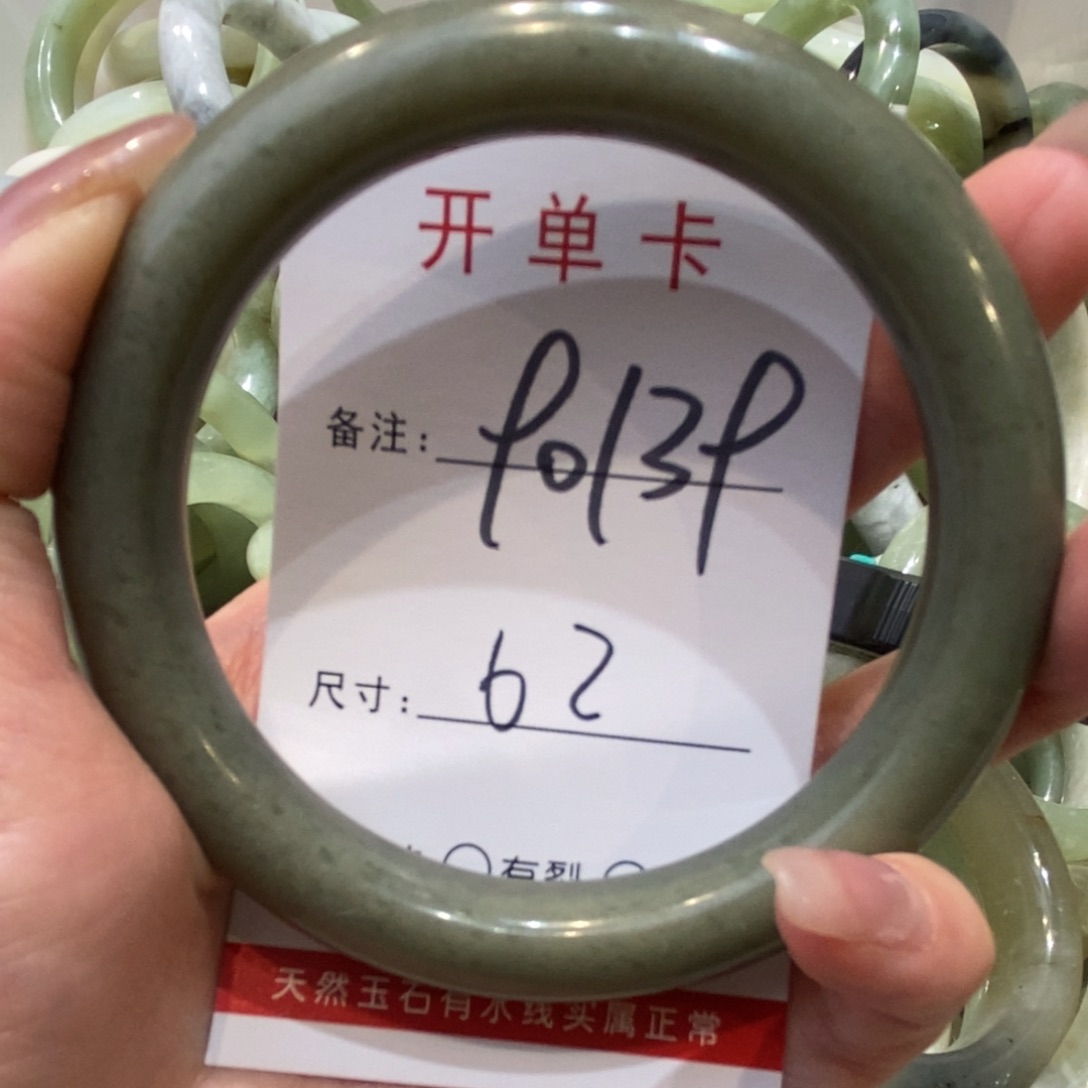 开单卡
备注: 90139
尺寸: 62
有裂
天然玉石有水线实属正常